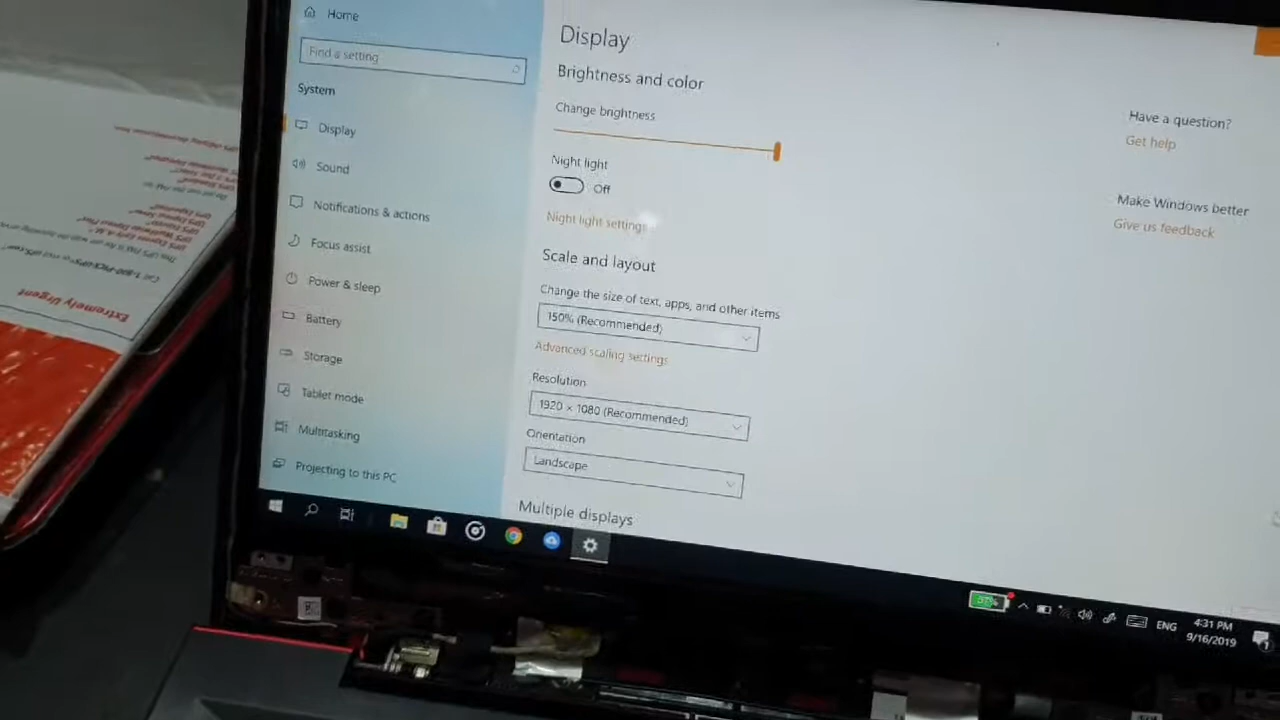 Home
Find a setting
System
Display
Sound
Notifications & actions
Focus assist
Power & sleep
Battery
Storage
Tablet mode
Multitasking
Projecting to this PC
Display
Brightness and color
Change brightness
Night light
Off
Night light settings
Scale and layout
Change the size of text, apps, and other items
150% (Recommended)
Advanced scaling settings
Resolution
1920 × 1080 (Recommended)
Orientation
Landscape
Multiple displays
Have a question?
Get help
Make Windows better
Give us feedback
ENG
4:31 PM
9/16/2019
Extremely Urgent